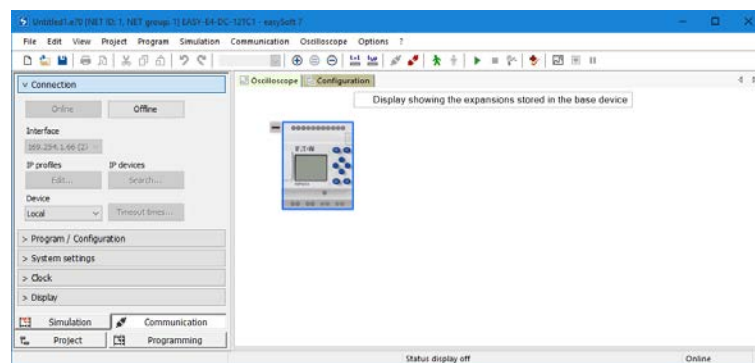 Untitled1.e70 [NET ID: 1, NET group: 1] EASY-E4-DC-12TC1 - easySoft 7
File Edit View Project Program Simulation Communication Oscilloscope Options ?
v Connection
Oscilloscope Configuration
Display showing the expansions stored in the base device
Online Offline
Interface
169.254.1.66 (2)
IP profiles IP devices
Edit... Search...
Device
Local Timeout times...
> Program / Configuration
> System settings
> Clock
> Display
Simulation Communication
Project Programming
Status display off Online